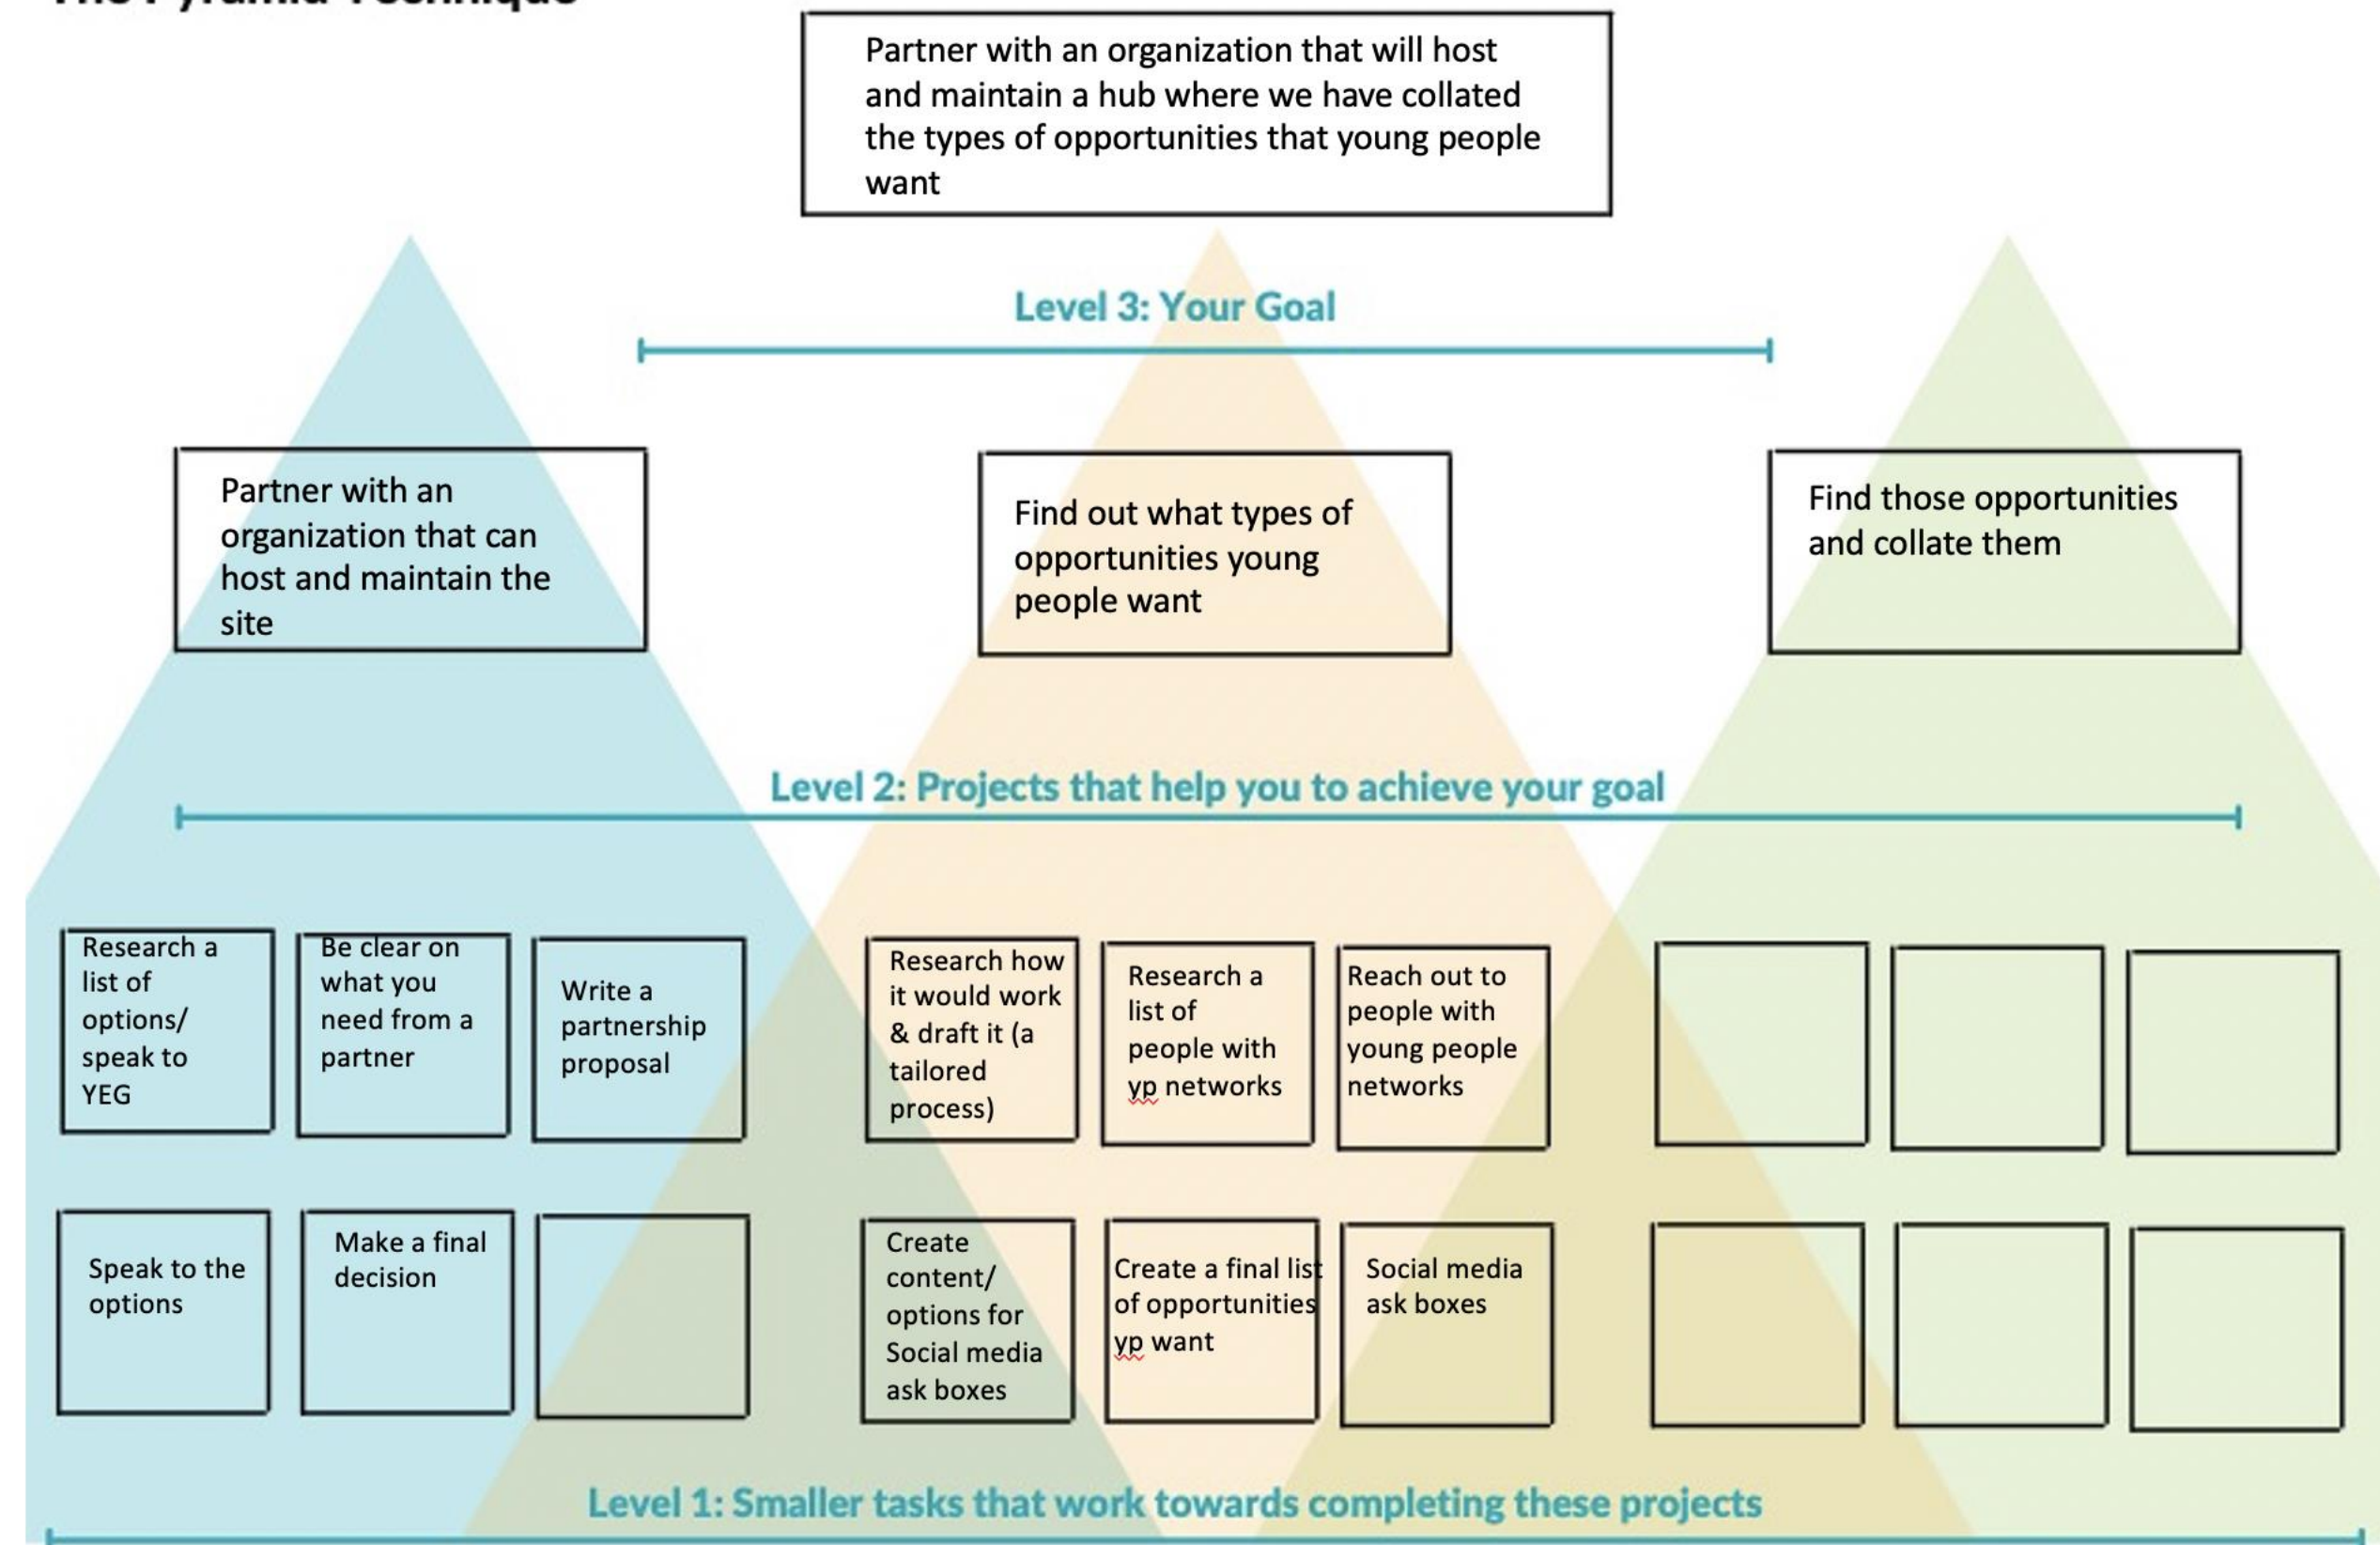 The Pyramid Technique
Partner with an organization that will host
and maintain a hub where we have collated
the types of opportunities that young people
want
Level 3: Your Goal
Partner with an
organization that can
host and maintain the
site
Find out what types of
opportunities young
people want
Find those opportunities
and collate them
Level 2: Projects that help you to achieve your goal
Research a
list of
options/
speak to
YEG
Be clear on
what you
need from a
partner
Write a
partnership
proposal
Research how
it would work
& draft it (a
tailored
process)
Research a
list of
people with
yp networks
Reach out to
people with
young people
networks
Speak to the
options
Make a final
decision
Create
content/
options for
Social media
ask boxes
Create a final list
of opportunities
yp want
Social media
ask boxes
Level 1: Smaller tasks that work towards completing these projects